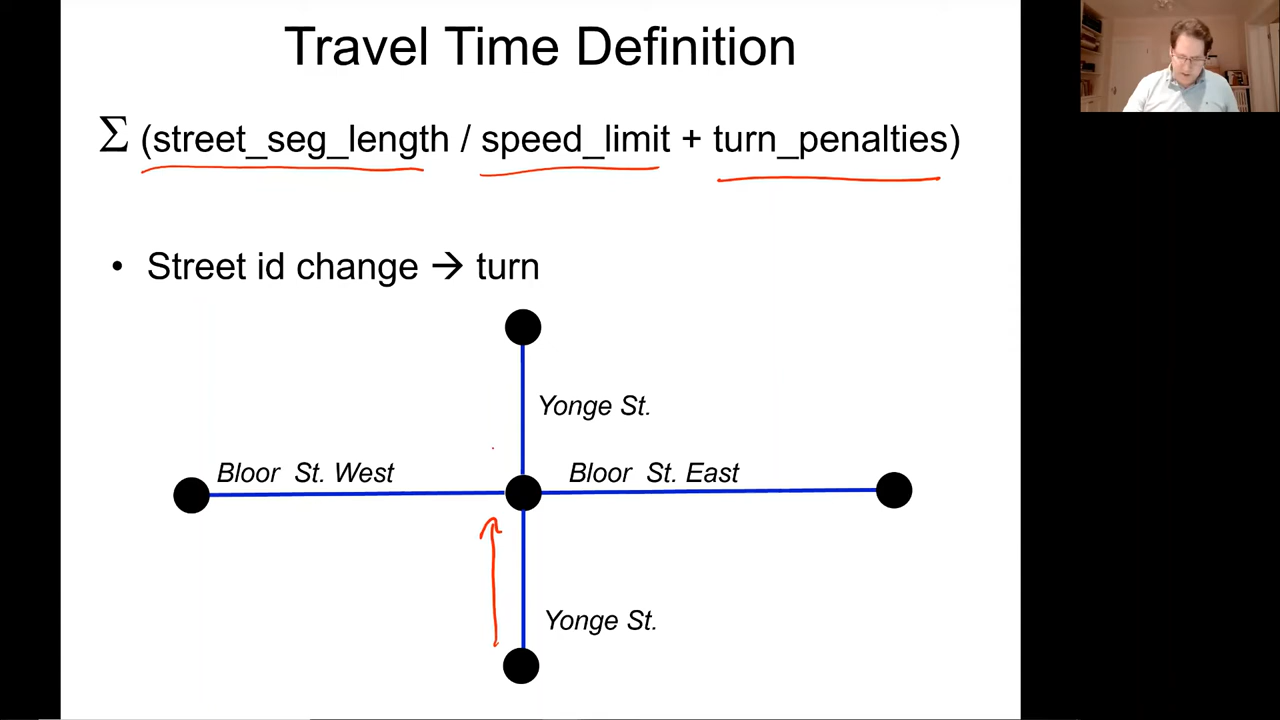 Travel Time Definition
Σ (street_seg_length / speed_limit + turn_penalties)
• Street id change → turn
Yonge St.
Bloor St. West
Bloor St. East
Yonge St.